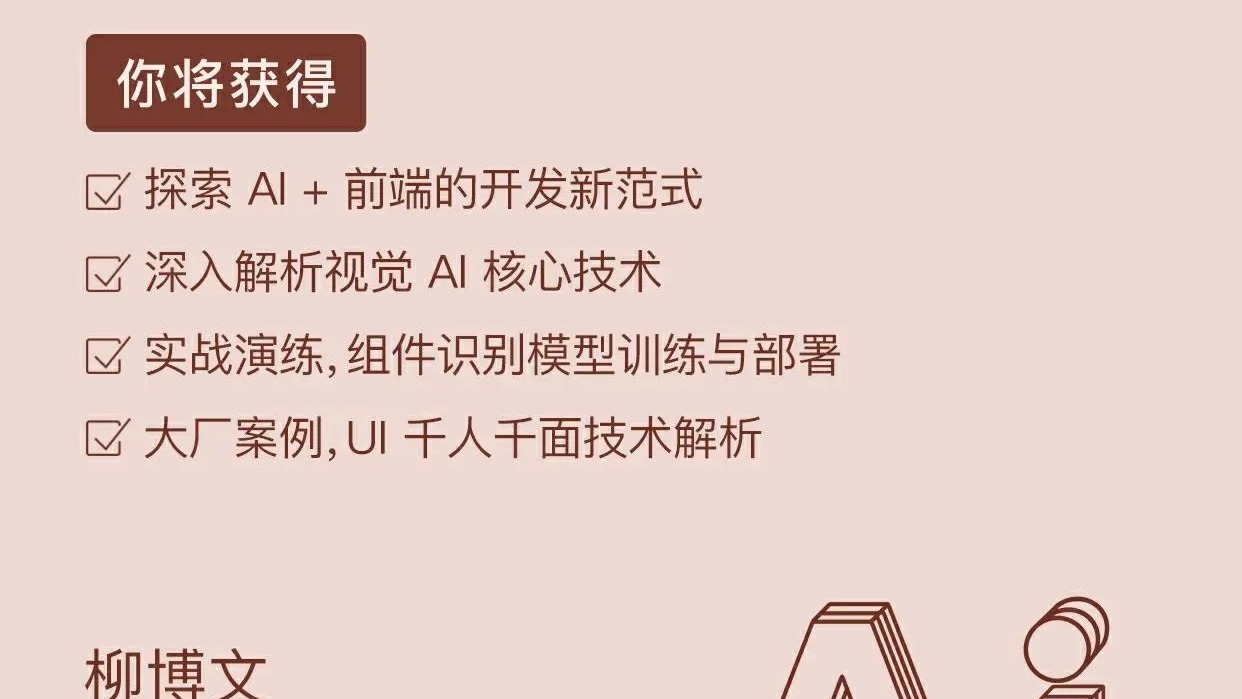 你将获得
探索 AI + 前端的开发新范式
深入解析视觉 AI 核心技术
实战演练,组件识别模型训练与部署
大厂案例,UI 千人千面技术解析
柳博文
Ai